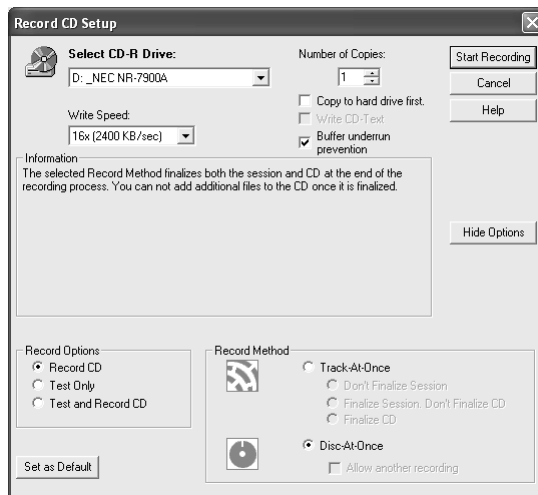 Record CD Setup
Select CD-R Drive:
D: _NEC NR-7900A
Write Speed:
16x (2400 KB/sec)
Number of Copies:
1
Copy to hard drive first.
Write CD-Text
Buffer underrun
prevention
Start Recording
Cancel
Help
Information
The selected Record Method finalizes both the session and CD at the end of the
recording process. You can not add additional files to the CD once it is finalized.
Hide Options
Record Options
Record CD
Test Only
Test and Record CD
Set as Default
Record Method
Track-At-Once
Don't Finalize Session
Finalize Session. Don't Finalize CD
Finalize CD
Disc-At-Once
Allow another recording